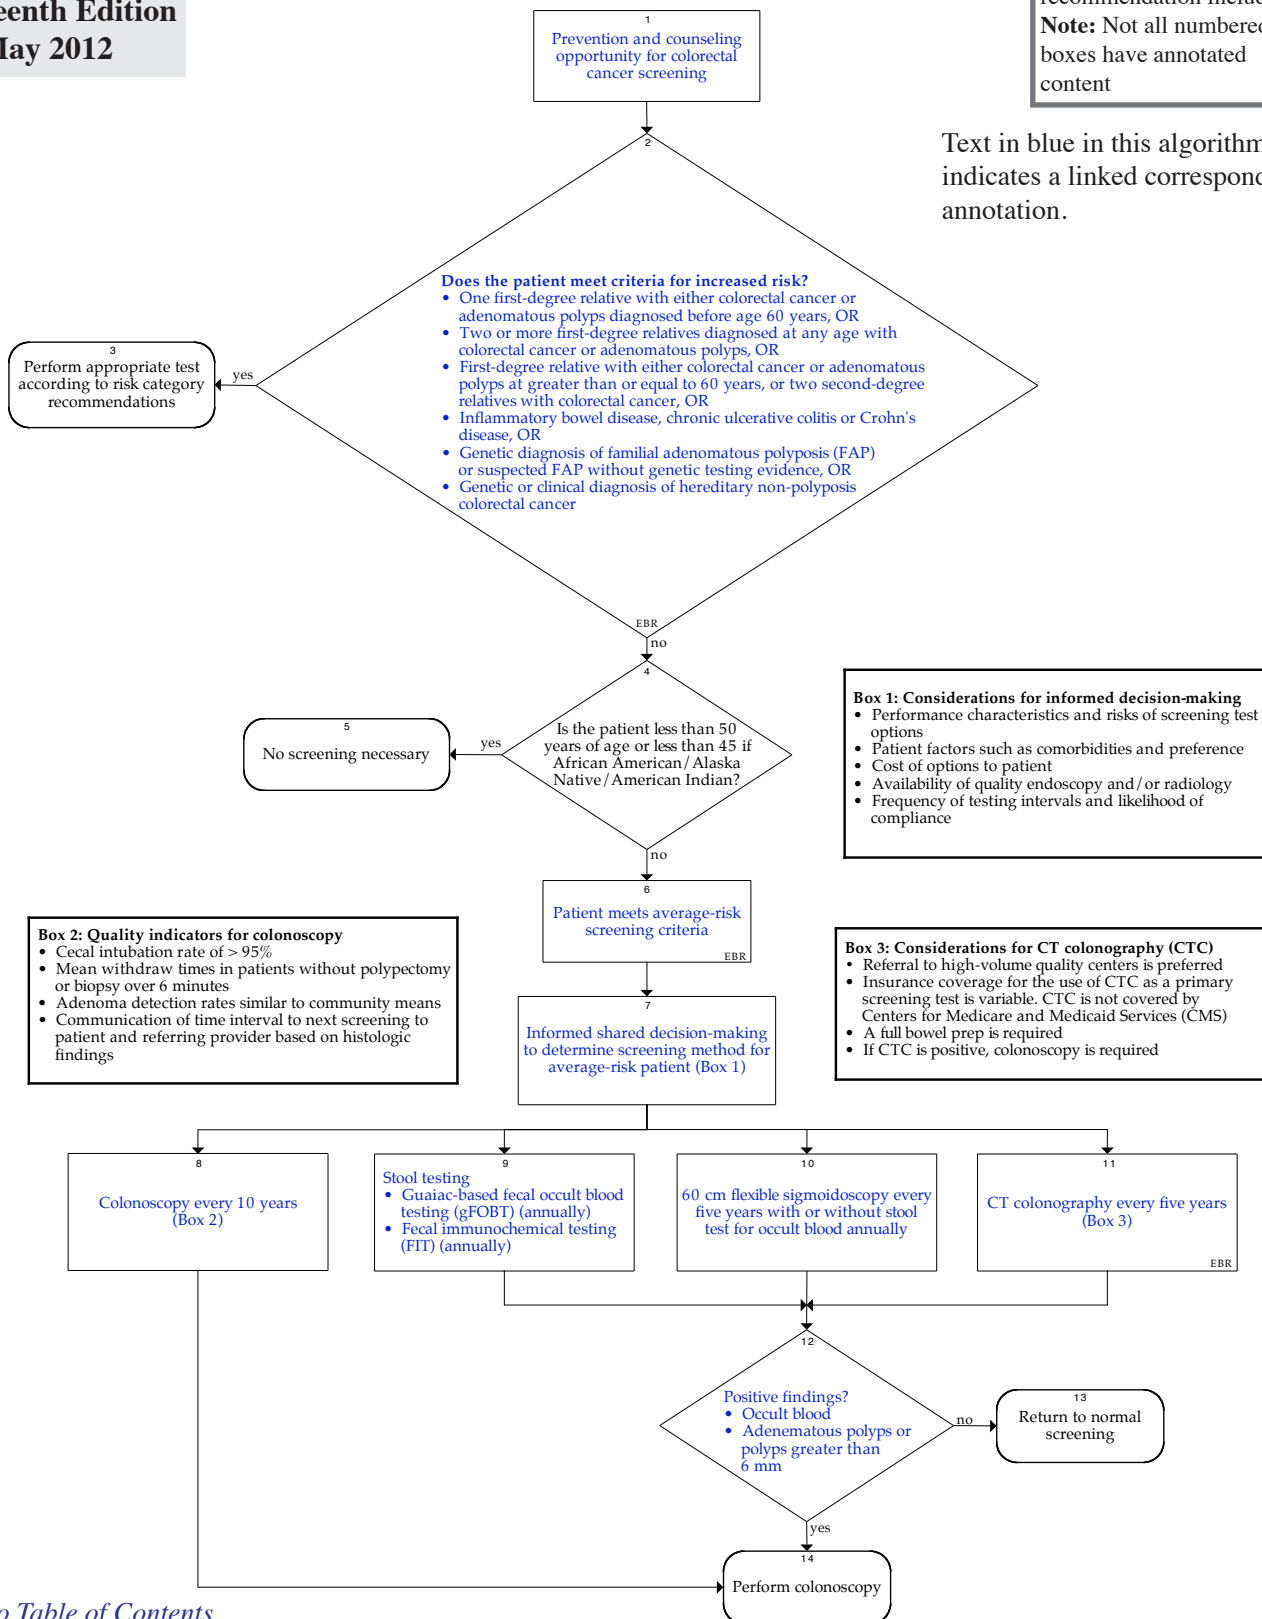 Edition
May 2012
recommendation
Note: Not all numbered
boxes have annotated
content
Text in blue in this algorithm
indicates a linked
annotation.
1
Prevention and counseling
opportunity for colorectal
cancer screening
2
Does the patient meet criteria for increased risk?
• One first-degree relative with either colorectal cancer or
adenomatous polyps diagnosed before age 60 years, OR
• Two or more first-degree relatives diagnosed at any age with
colorectal cancer or adenomatous polyps, OR
• First-degree relative with either colorectal cancer or adenomatous
polyps at greater than or equal to 60 years, or two second-degree
relatives with colorectal cancer, OR
• Inflammatory bowel disease, chronic ulcerative colitis or Crohn's
disease, OR
• Genetic diagnosis of familial adenomatous polyposis (FAP)
or suspected FAP without genetic testing evidence, OR
• Genetic or clinical diagnosis of hereditary non-polyposis
colorectal cancer
EBR
yes
3
Perform appropriate test
according to risk category
recommendations
no
4
Is the patient less than 50
years of age or less than 45 if
African American/Alaska
Native/American Indian?
yes
5
No screening necessary
Box 1: Considerations for informed decision-making
• Performance characteristics and risks of screening test
options
• Patient factors such as comorbidities and preference
• Cost of options to patient
• Availability of quality endoscopy and/or radiology
• Frequency of testing intervals and likelihood of
compliance
no
6
Patient meets average-risk
screening criteria
EBR
Box 2: Quality indicators for colonoscopy
• Cecal intubation rate of > 95%
• Mean withdraw times in patients without polypectomy
or biopsy over 6 minutes
• Adenoma detection rates similar to community means
• Communication of time interval to next screening to
patient and referring provider based on histologic
findings
7
Informed shared decision-making
to determine screening method for
average-risk patient (Box 1)
Box 3: Considerations for CT colonography (CTC)
• Referral to high-volume quality centers is preferred
• Insurance coverage for the use of CTC as a primary
screening test is variable. CTC is not covered by
Centers for Medicare and Medicaid Services (CMS)
• A full bowel prep is required
• If CTC is positive, colonoscopy is required
8
Colonoscopy every 10 years
(Box 2)
9
Stool testing
• Guaiac-based fecal occult blood
testing (gFOBT) (annually)
• Fecal immunochemical testing
(FIT) (annually)
10
60 cm flexible sigmoidoscopy every
five years with or without stool
test for occult blood annually
11
CT colonography every five years
(Box 3)
EBR
12
Positive findings?
• Occult blood
• Adenematous polyps or
polyps greater than
6 mm
no
13
Return to normal
screening
yes
14
Perform colonoscopy
Table of Contents